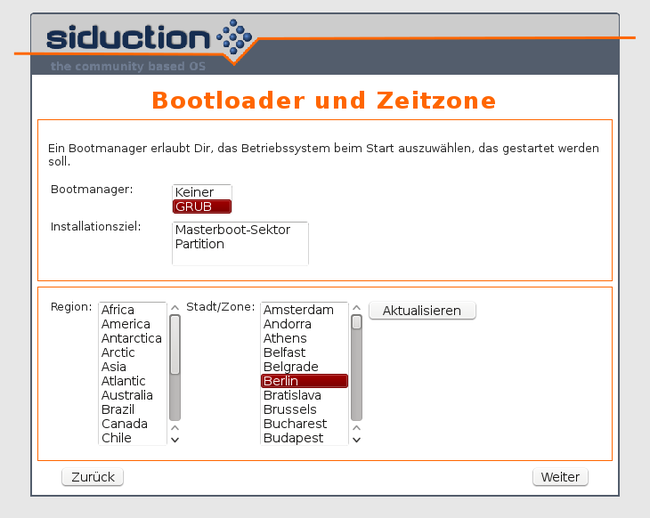 siduction
the community based OS
Bootloader und Zeitzone
Ein Bootmanager erlaubt Dir, das Betriebssystem beim Start auszuwählen, das gestartet werden
soll.
Bootmanager:
Keiner
GRUB
Installationsziel:
Masterboot-Sektor
Partition
Region:
Africa
America
Antarctica
Arctic
Asia
Atlantic
Australia
Brazil
Canada
Chile
Stadt/Zone:
Amsterdam
Andorra
Athens
Belfast
Belgrade
Berlin
Bratislava
Brussels
Bucharest
Budapest
Aktualisieren
Zurück
Weiter